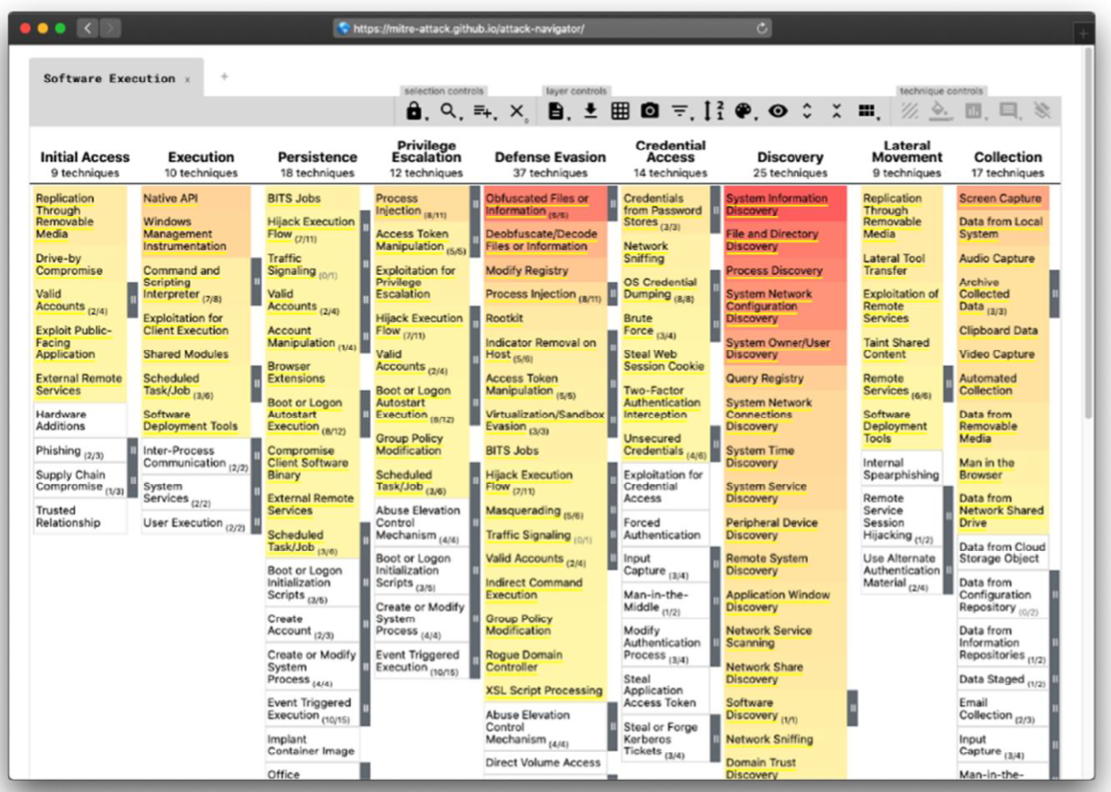 https://mitre-attack.github.io/attack-navigator/
Software Execution x
+
selection controls
layer controls
technique controls
Initial Access
9 techniques
Replication
Through
Removable
Media
Drive-by
Compromise
Valid
Accounts (2/4)
Exploit Public-
Facing
Application
External Remote
Services
Hardware
Additions
Phishing (2/3)
Supply Chain
Compromise (1/3)
Trusted
Relationship
Execution
10 techniques
Native API
Windows
Management
Instrumentation
Command and
Scripting
Interpreter (7/8)
Exploitation for
Client Execution
Shared Modules
Scheduled
Task/Job (3/6)
Software
Deployment Tools
Inter-Process
Communication (2/2)
System
Services (2/2)
User Execution (2/2)
Persistence
18 techniques
BITS Jobs
Hijack Execution
Flow (7/11)
Traffic
Signaling (0/1)
Valid
Accounts (2/4)
Account
Manipulation (1/4)
Browser
Extensions
Boot or Logon
Autostart
Execution (8/12)
Compromise
Client Software
Binary
External Remote
Services
Scheduled
Task/Job (3/6)
Boot or Logon
Initialization
Scripts (3/5)
Create
Account (2/3)
Create or Modify
System
Process (4/4)
Event Triggered
Execution (10/15)
Implant
Container Image
Office
Privilege
Escalation
12 techniques
Process
Injection (8/11)
Access Token
Manipulation (5/5)
Exploitation for
Privilege
Escalation
Hijack Execution
Flow (7/11)
Valid
Accounts (2/4)
Boot or Logon
Autostart
Execution (8/12)
Group Policy
Modification
Scheduled
Task/Job (3/6)
Abuse Elevation
Control
Mechanism (4/4)
Boot or Logon
Initialization
Scripts (3/5)
Create or Modify
System
Process (4/4)
Event Triggered
Execution (10/15)
Defense Evasion
37 techniques
Obfuscated Files or
Information (5/5)
Deobfuscate/Decode
Files or Information
Modify Registry
Process Injection (8/11)
Rootkit
Indicator Removal on
Host (5/6)
Access Token
Manipulation (5/5)
Virtualization/Sandbox
Evasion (3/3)
BITS Jobs
Hijack Execution
Flow (7/11)
Masquerading (5/6)
Traffic Signaling (0/1)
Valid Accounts (2/4)
Indirect Command
Execution
Group Policy
Modification
Rogue Domain
Controller
XSL Script Processing
Abuse Elevation
Control
Mechanism (4/4)
Direct Volume Access
Credential
Access
14 techniques
Credentials
from Password
Stores (3/3)
Network
Sniffing
OS Credential
Dumping (8/8)
Brute
Force (3/4)
Steal Web
Session Cookie
Two-Factor
Authentication
Interception
Unsecured
Credentials (4/6)
Exploitation for
Credential
Access
Forced
Authentication
Input
Capture (3/4)
Man-in-the-
Middle (1/2)
Modify
Authentication
Process (3/4)
Steal
Application
Access Token
Steal or Forge
Kerberos
Tickets (3/4)
Discovery
25 techniques
System Information
Discovery
File and Directory
Discovery
Process Discovery
System Network
Configuration
Discovery
System Owner/User
Discovery
Query Registry
System Network
Connections
Discovery
System Time
Discovery
System Service
Discovery
Peripheral Device
Discovery
Remote System
Discovery
Application Window
Discovery
Network Service
Scanning
Network Share
Discovery
Software
Discovery (1/1)
Network Sniffing
Domain Trust
Discovery
Lateral
Movement
9 techniques
Replication
Through
Removable
Media
Lateral Tool
Transfer
Exploitation of
Remote
Services
Taint Shared
Content
Remote
Services (6/6)
Software
Deployment
Tools
Internal
Spearphishing
Remote
Service
Session
Hijacking (1/2)
Use Alternate
Authentication
Material (2/4)
Collection
17 techniques
Screen Capture
Data from Local
System
Audio Capture
Archive
Collected
Data (3/3)
Clipboard Data
Video Capture
Automated
Collection
Data from
Removable
Media
Man in the
Browser
Data from
Network Shared
Drive
Data from Cloud
Storage Object
Data from
Configuration
Repository (0/2)
Data from
Information
Repositories (1/2)
Data Staged (1/2)
Email
Collection (2/3)
Input
Capture (3/4)
Man-in-the-